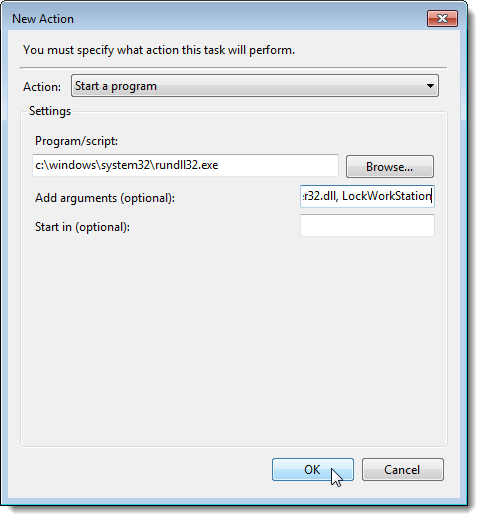 New Action
You must specify what action this task will perform.
Action: Start a program
Settings
Program/script:
c:\windows\system32\rundll32.exe Browse...
Add arguments (optional): r32.dll, LockWorkStation
Start in (optional):
OK Cancel